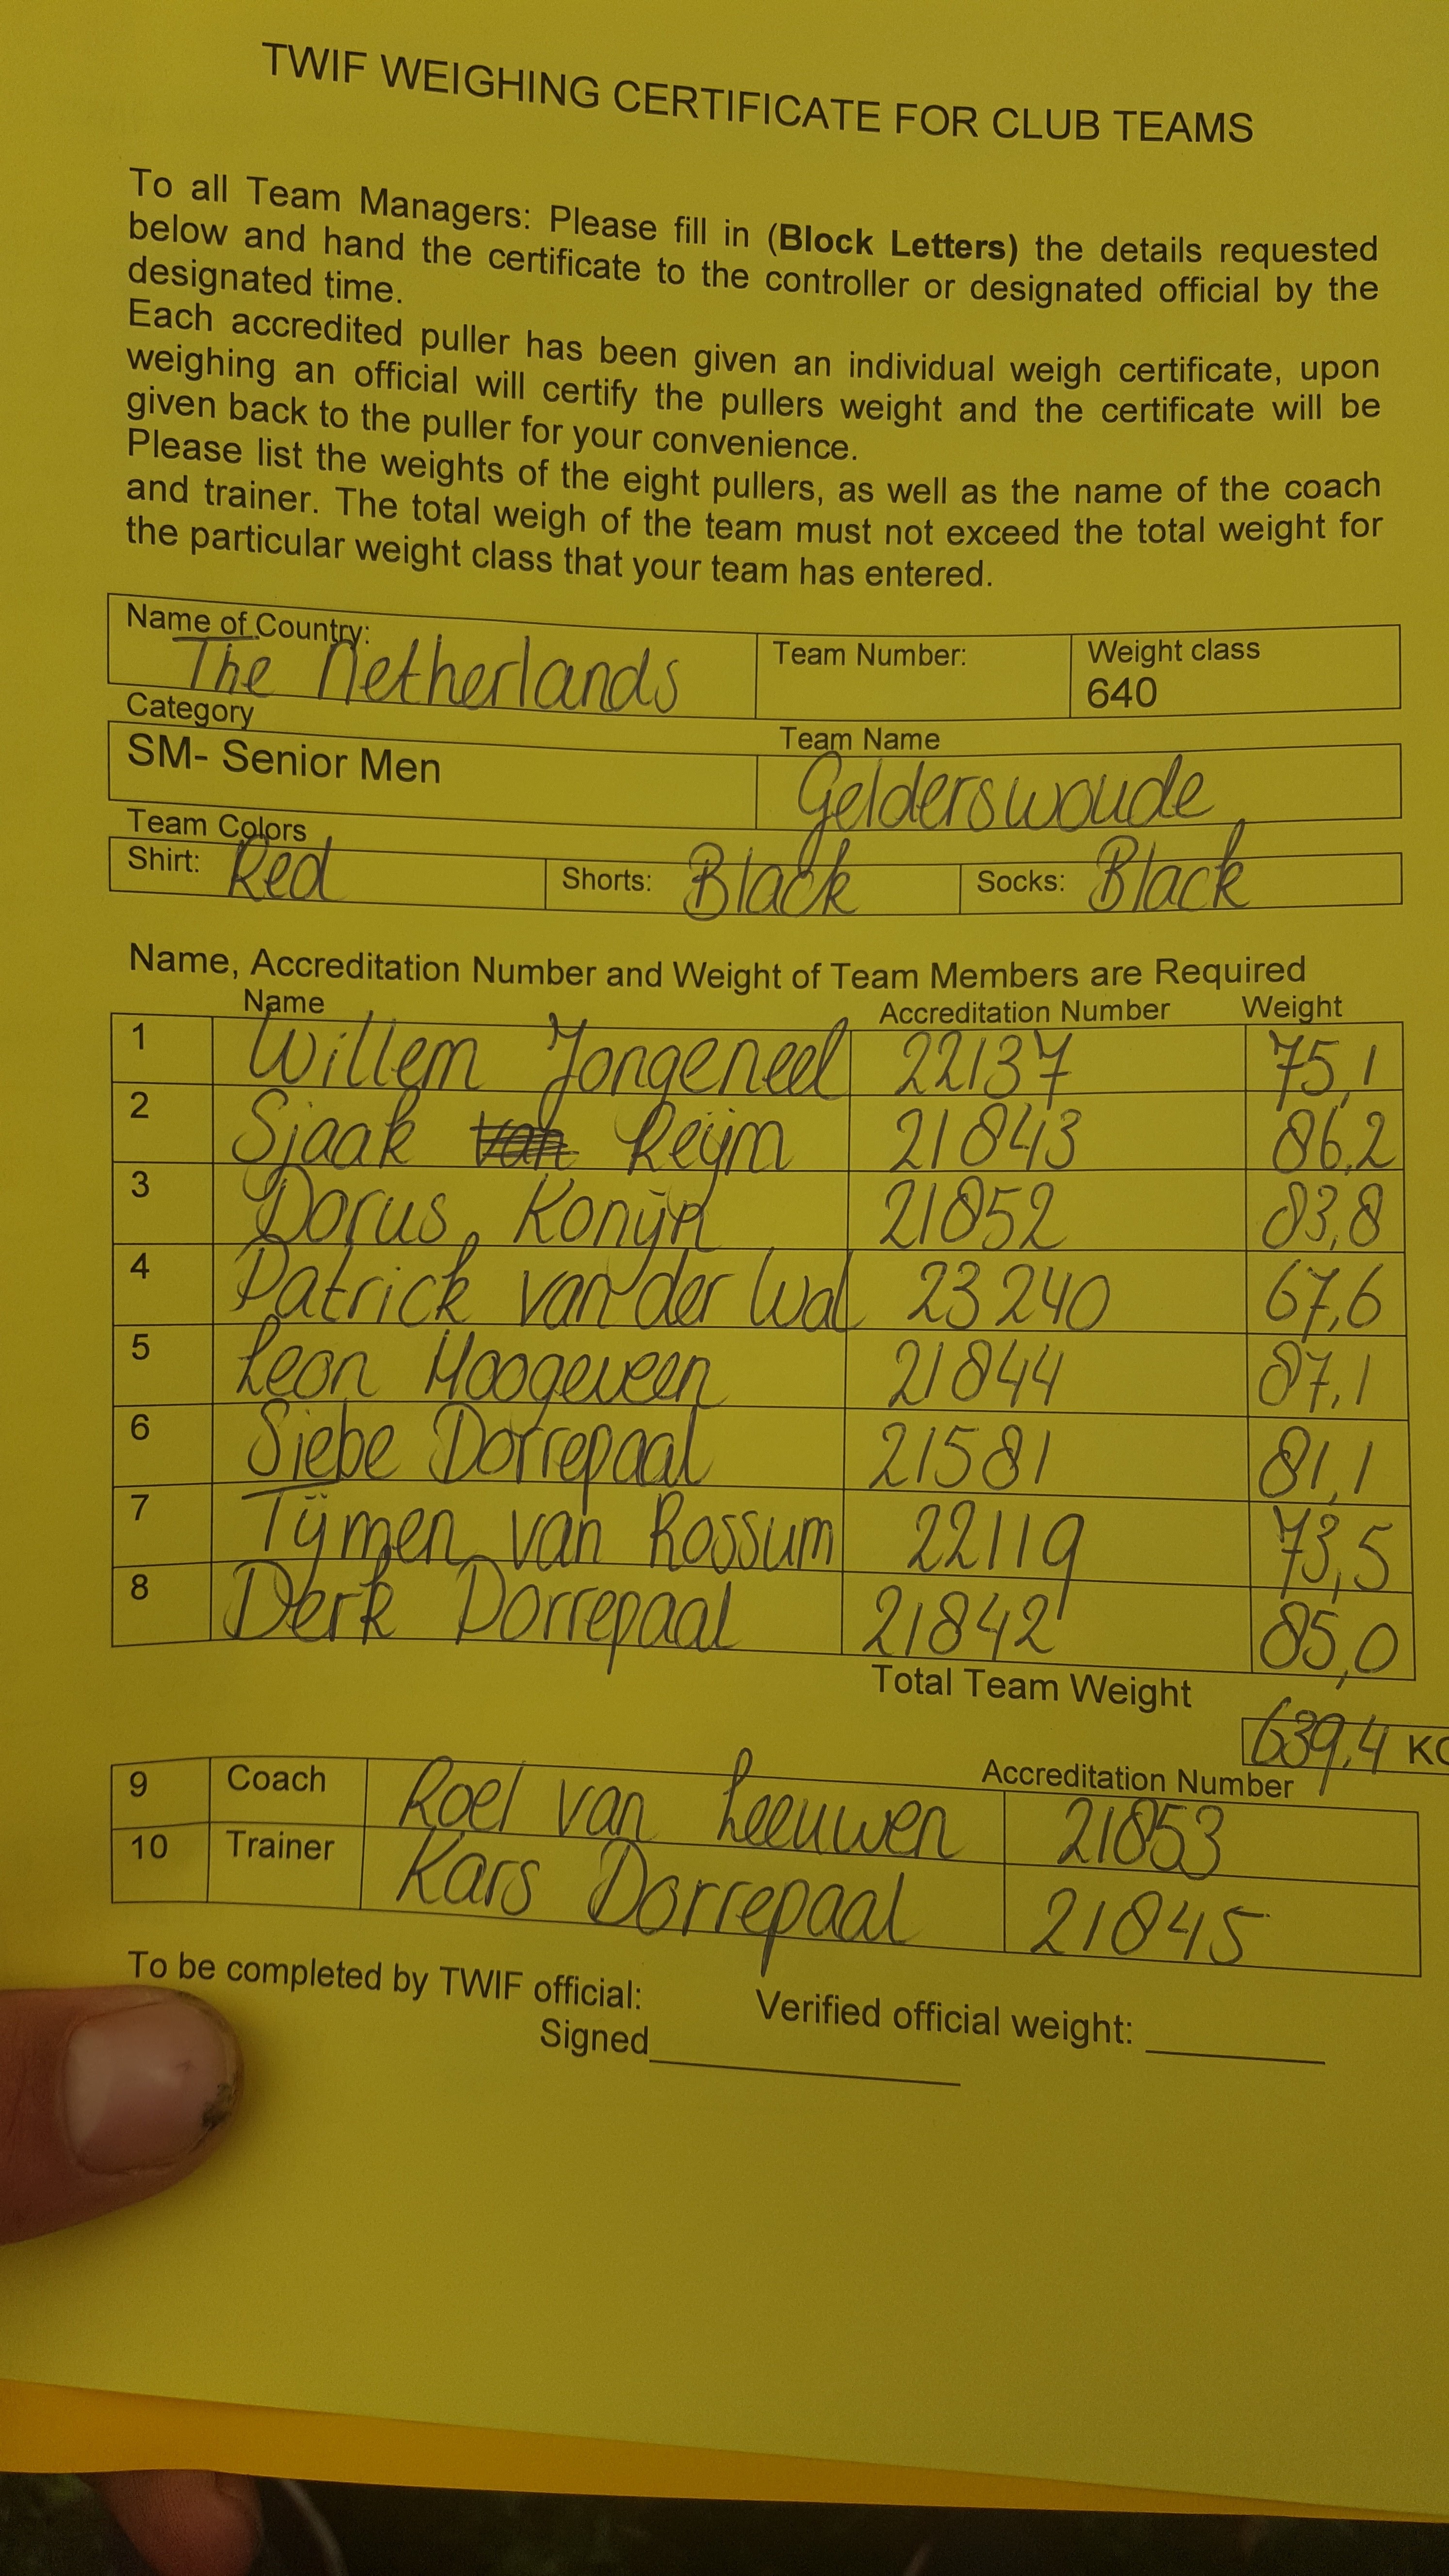 TWIF WEIGHING CERTIFICATE FOR CLUB TEAMS
To all Team Managers: Please fill in (Block Letters) the details requested
below and hand the certificate to the controller or designated official by the
designated time.
Each accredited puller has been given an individual weigh certificate, upon
weighing an official will certify the pullers weight and the certificate will be
given back to the puller for your convenience.
Please list the weights of the eight pullers, as well as the name of the coach
and trainer. The total weigh of the team must not exceed the total weight for
the particular weight class that your team has entered.
Name of Country: The Netherlands Team Number: Weight class 640
Category Team Name
SM- Senior Men Gelderswoude
Team Colors
Shirt: Red Shorts: Black Socks: Black
Name, Accreditation Number and Weight of Team Members are Required
Name Accreditation Number Weight
1 Willem Jongeneel 22137 75,1
2 Sjaak Reijm 21843 86,2
3 Dorus Konijn 21852 83,8
4 Patrick van der Wal 23240 67,6
5 Leon Hoogeveen 21844 87,1
6 Siebe Dorrepaal 21581 81,1
7 Tijmen van Rossum 22119 73,5
8 Derk Dorrepaal 21842 85,0
Total Team Weight 639,4 KG
Accreditation Number
9 Coach Roel van Leeuwen 21853
10 Trainer Kars Dorrepaal 21845
To be completed by TWIF official: Verified official weight:
Signed